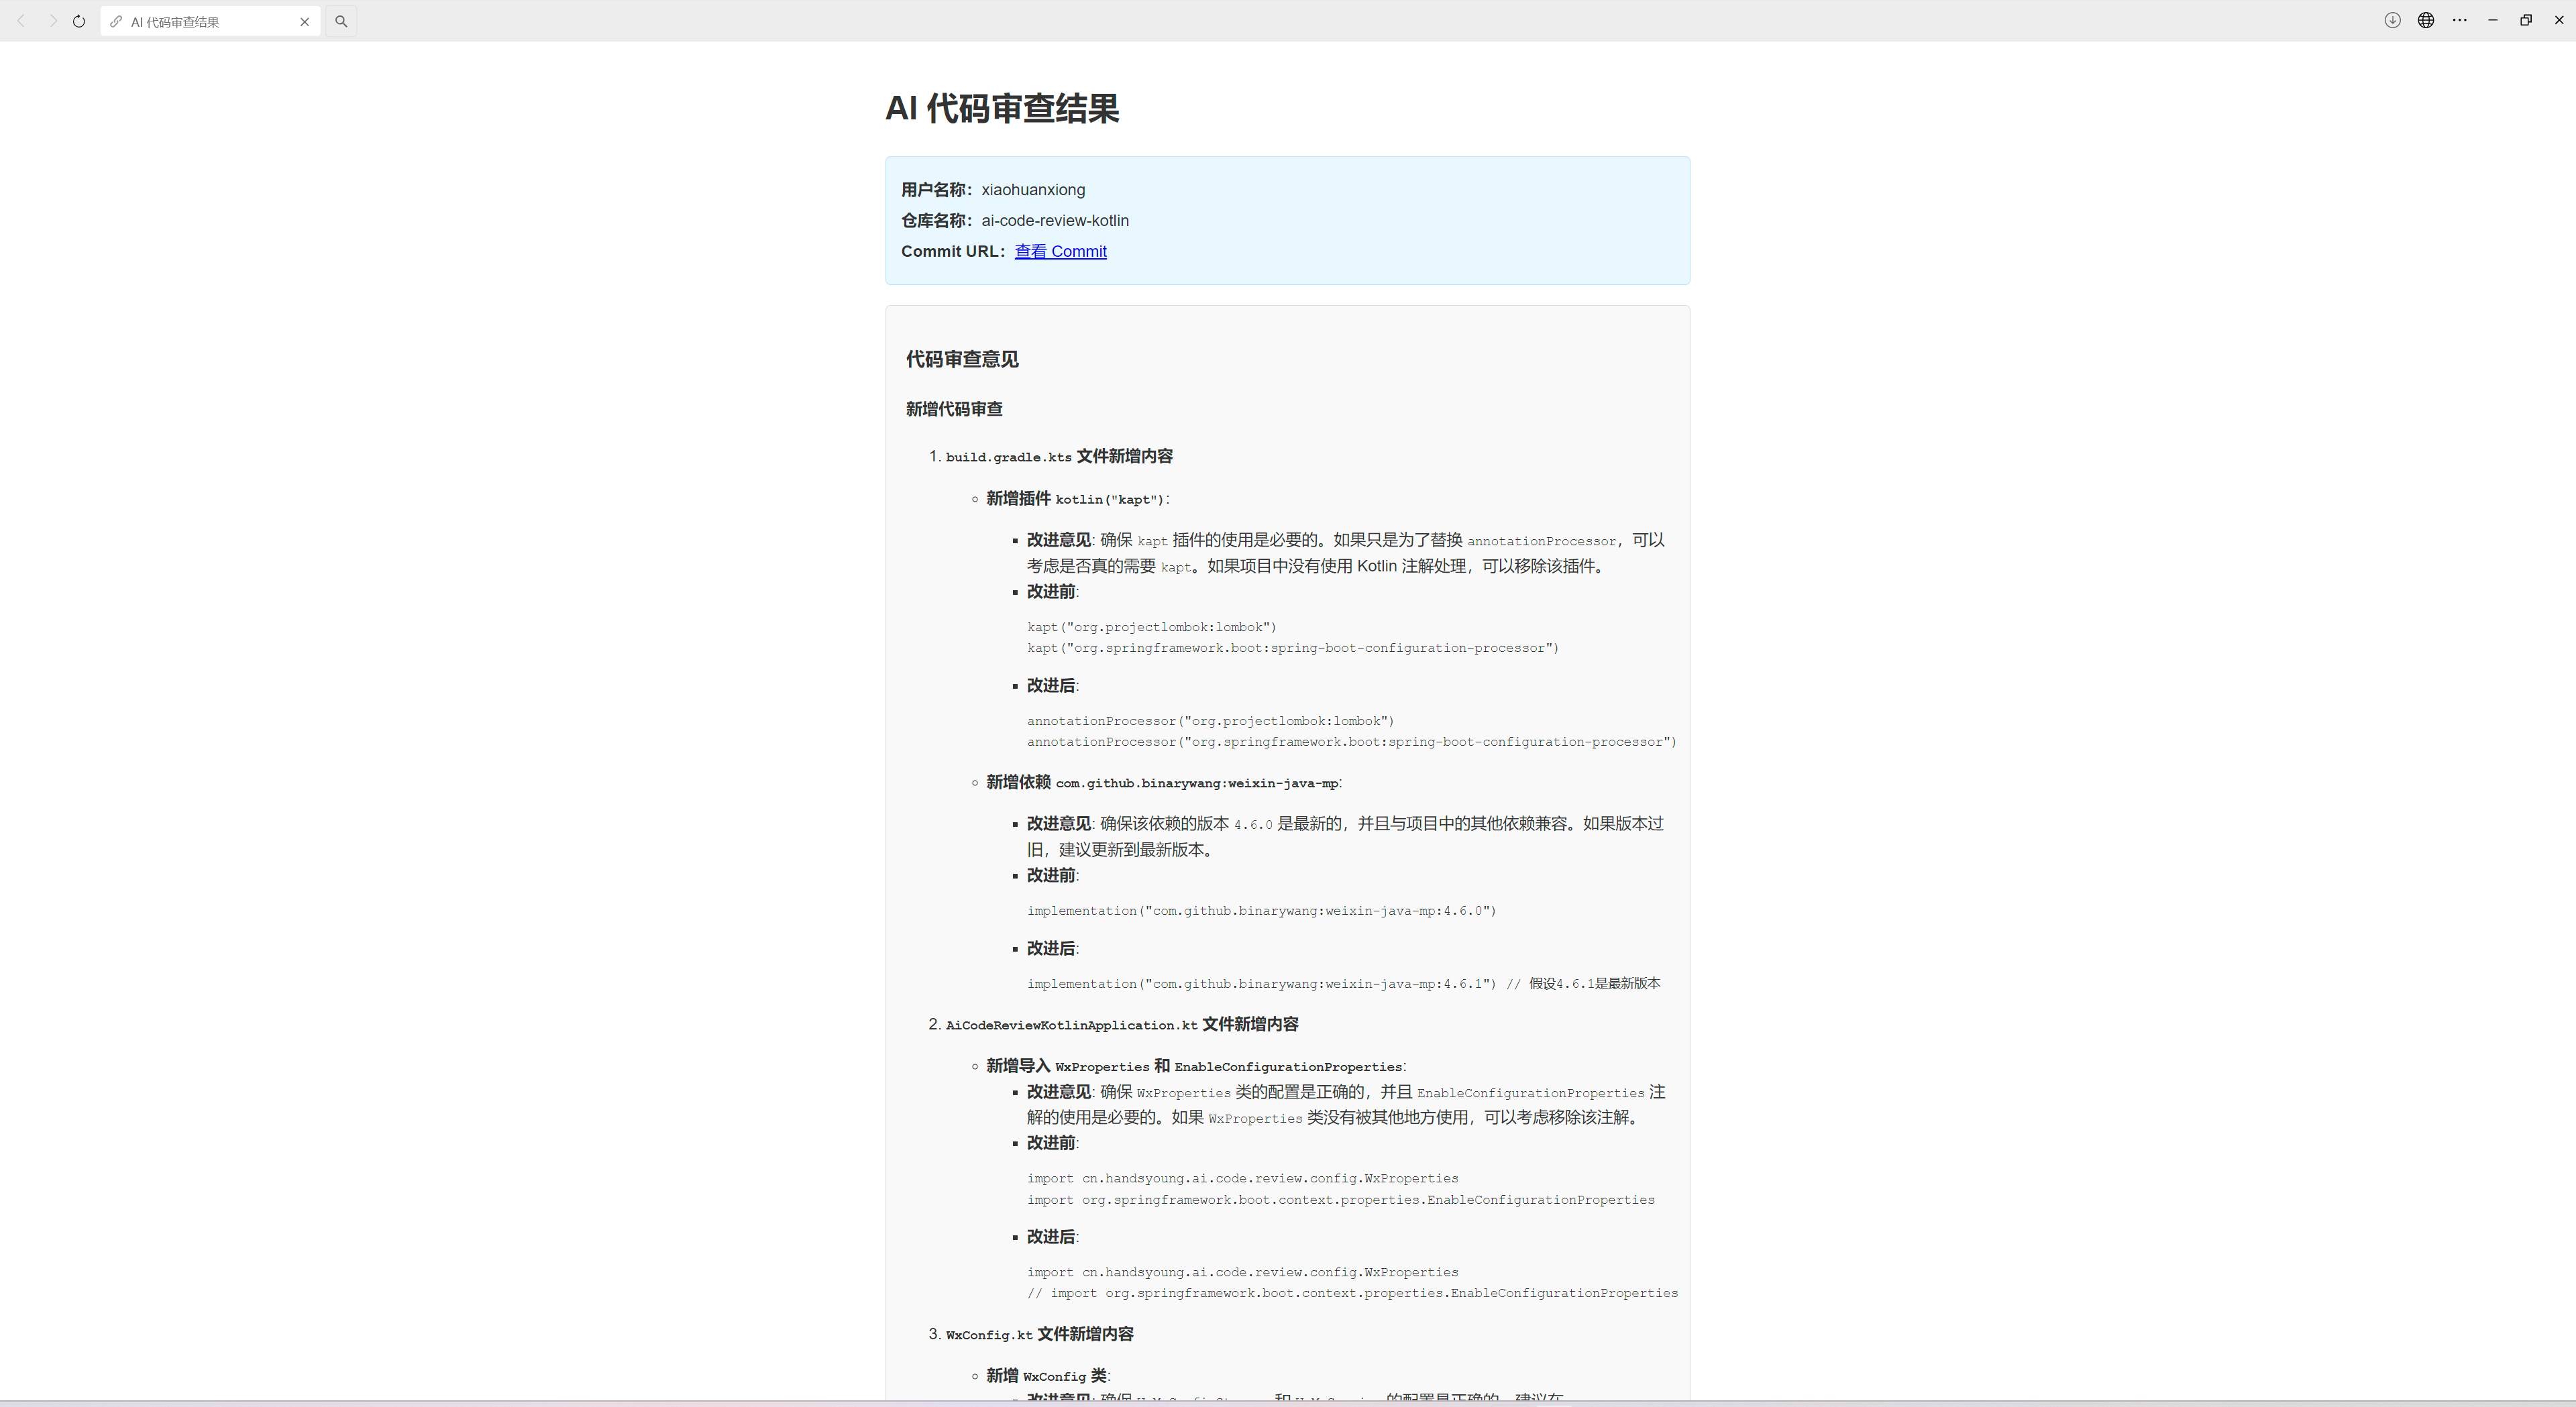 AI 代码审查结果
AI 代码审查结果
用户名称：xiaohuanxiong
仓库名称：ai-code-review-kotlin
Commit URL：查看 Commit
代码审查意见
新增代码审查
1. build.gradle.kts 文件新增内容
新增插件 kotlin("kapt"):
改进意见: 确保 kapt 插件的使用是必要的。如果只是为了替换 annotationProcessor，可以
考虑是否真的需要 kapt。如果项目中没有使用 Kotlin 注解处理，可以移除该插件。
改进前:
kapt("org.projectlombok:lombok")
kapt("org.springframework.boot:spring-boot-configuration-processor")
改进后:
annotationProcessor("org.projectlombok:lombok")
annotationProcessor("org.springframework.boot:spring-boot-configuration-processor")
新增依赖 com.github.binarywang:weixin-java-mp:
改进意见: 确保该依赖的版本 4.6.0 是最新的，并且与项目中的其他依赖兼容。如果版本过
旧，建议更新到最新版本。
改进前:
implementation("com.github.binarywang:weixin-java-mp:4.6.0")
改进后:
implementation("com.github.binarywang:weixin-java-mp:4.6.1") // 假设4.6.1是最新版本
2. AiCodeReviewKotlinApplication.kt 文件新增内容
新增导入 WxProperties 和 EnableConfigurationProperties:
改进意见: 确保 WxProperties 类的配置是正确的，并且 EnableConfigurationProperties 注
解的使用是必要的。如果 WxProperties 类没有被其他地方使用，可以考虑移除该注解。
改进前:
import cn.handsyoung.ai.code.review.config.WxProperties
import org.springframework.boot.context.properties.EnableConfigurationProperties
改进后:
import cn.handsyoung.ai.code.review.config.WxProperties
// import org.springframework.boot.context.properties.EnableConfigurationProperties
3. WxConfig.kt 文件新增内容
新增 WxConfig 类:
改进意见: 确保 和 的配置是正确的，建议在